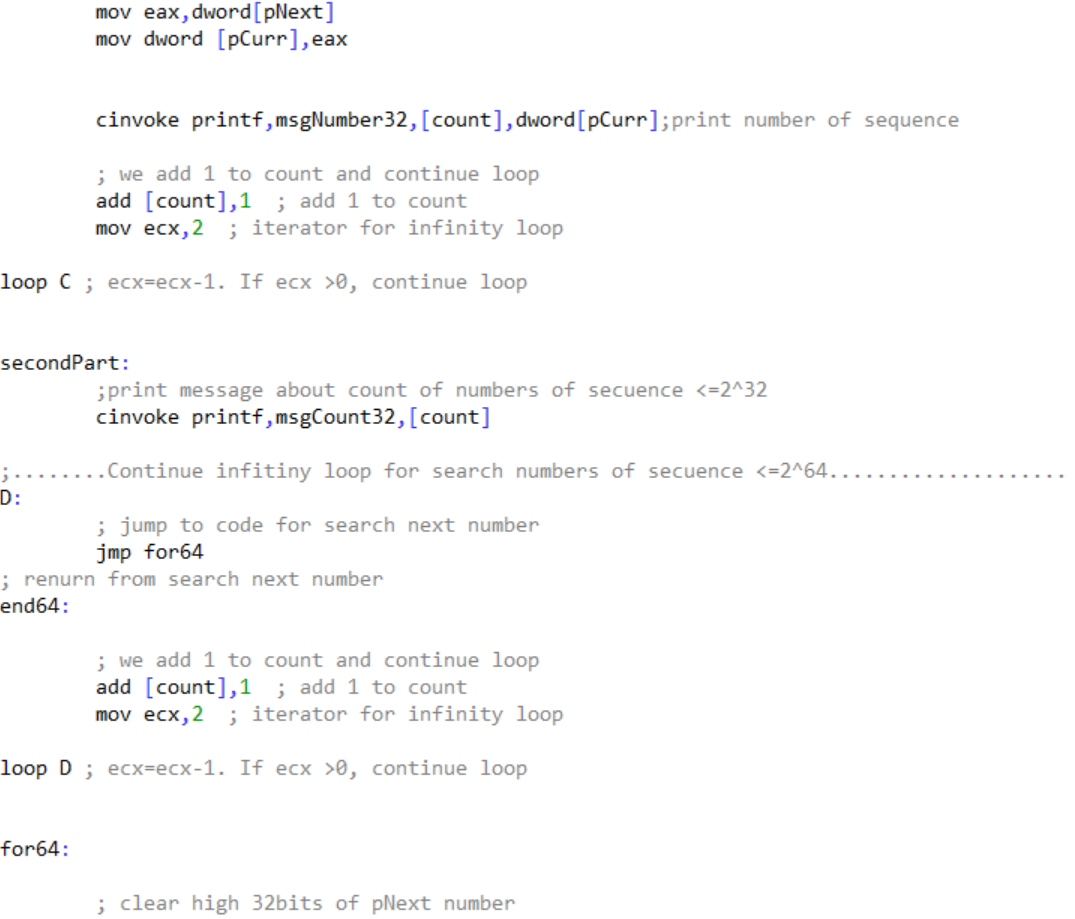 mov eax,dword[pNext]
mov dword [pCurr],eax
cinvoke printf,msgNumber32,[count],dword[pCurr];print number of sequence
; we add 1 to count and continue loop
add [count],1  ; add 1 to count
mov ecx,2  ; iterator for infinity loop
loop C ; ecx=ecx-1. If ecx >0, continue loop
secondPart:
;print message about count of numbers of secuence <=2^32
cinvoke printf,msgCount32,[count]
;........Continue infitiny loop for search numbers of secuence <=2^64....................
D:
; jump to code for search next number
jmp for64
; renurn from search next number
end64:
; we add 1 to count and continue loop
add [count],1  ; add 1 to count
mov ecx,2  ; iterator for infinity loop
loop D ; ecx=ecx-1. If ecx >0, continue loop
for64:
; clear high 32bits of pNext number